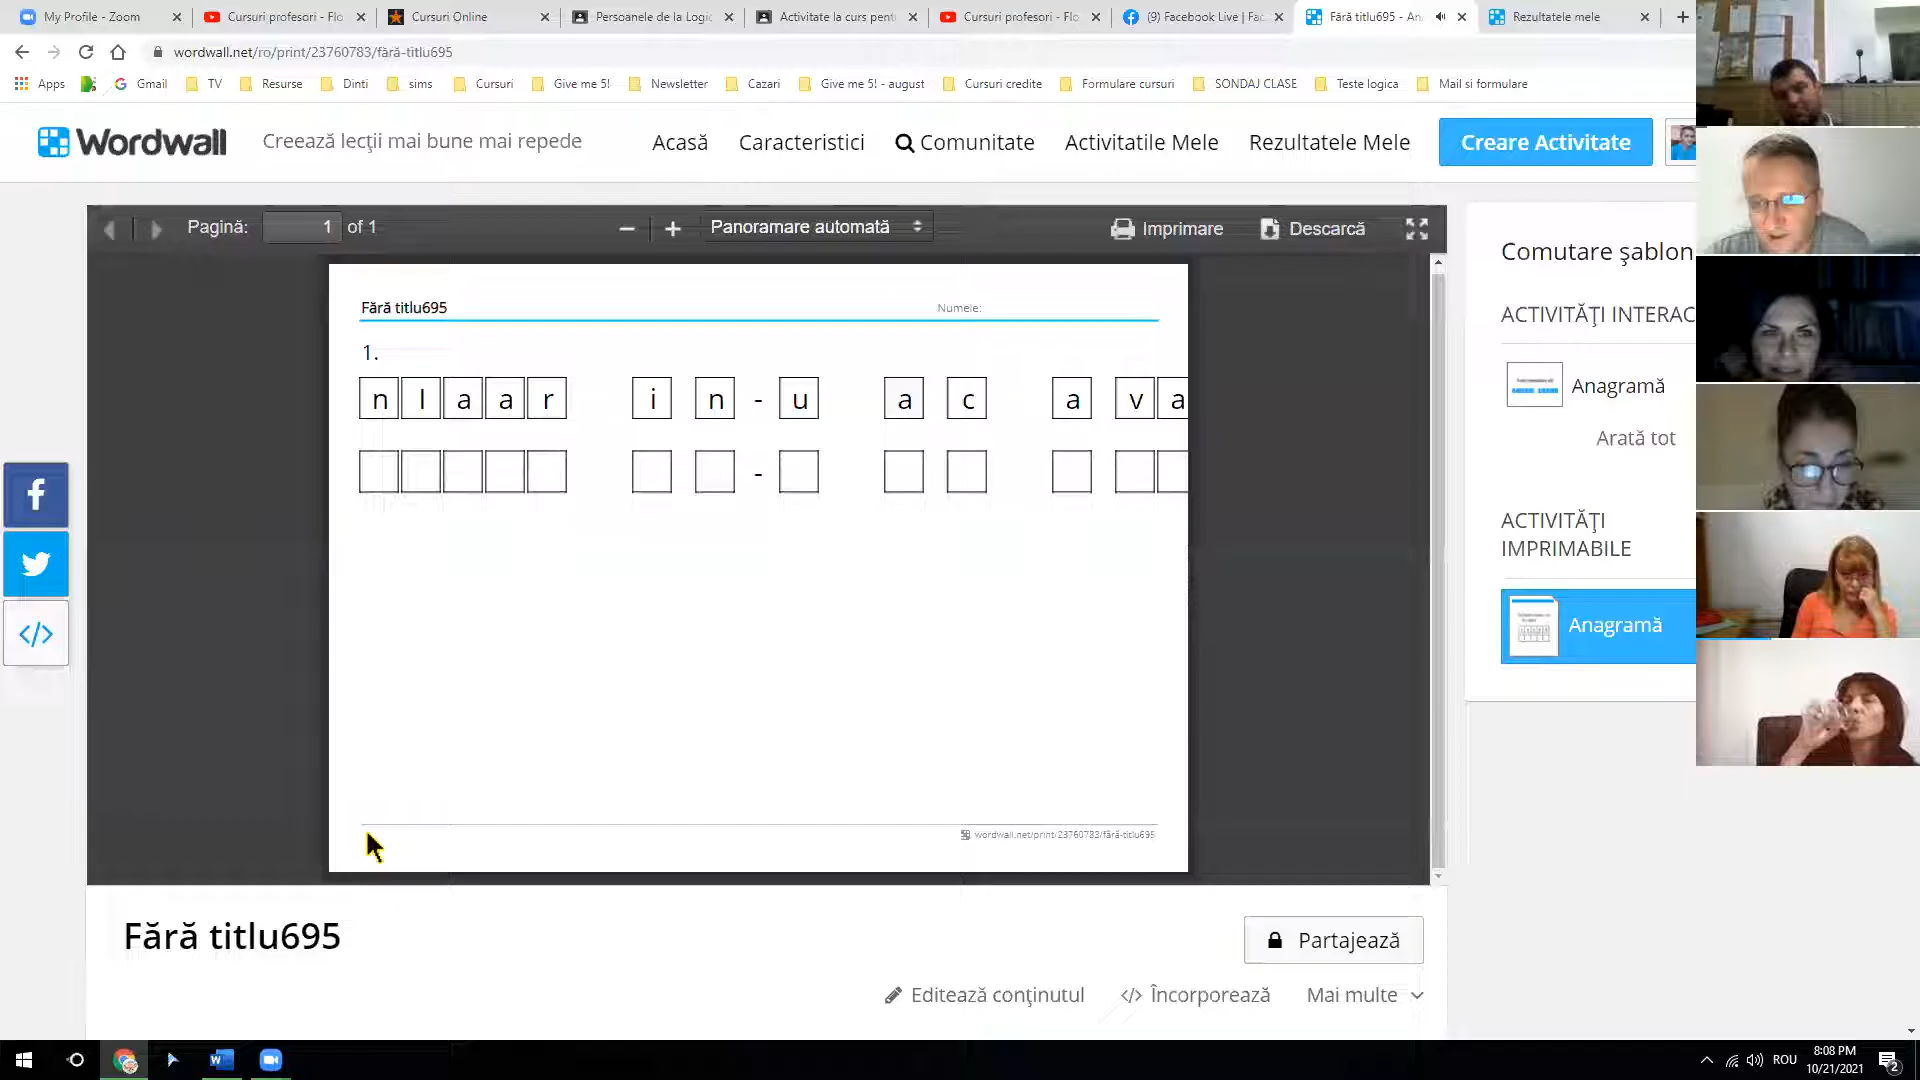 My Profile - Zoom
Cursuri profesori - Flo
Cursuri Online
Persoanele de la Logic
Activitate la curs pent
Cursuri profesori - Flo
(9) Facebook Live | Fac
Fără titlu695 - An
Rezultatele mele
wordwall.net/ro/print/23760783/fără-titlu695
Apps
Gmail
TV
Resurse
Dinti
sims
Cursuri
Give me 5!
Newsletter
Cazari
Give me 5! - august
Cursuri credite
Formulare cursuri
SONDAJ CLASE
Teste logica
Mail si formulare
Wordwall
Creează lecții mai bune mai repede
Acasă
Caracteristici
Comunitate
Activitatile Mele
Rezultatele Mele
Creare Activitate
Pagină: 1 of 1
Panoramare automată
Imprimare
Descarcă
Fără titlu695
Numele:
1.
n l a a r i n - u a c a v a
-
wordwall.net/print/23760783/fără-titlu695
Comutare şablon
ACTIVITĂŢI INTERAC
Anagramă
Arată tot
ACTIVITĂŢI
IMPRIMABILE
Anagramă
Fără titlu695
Partajează
Editează conţinutul
Încorporează
Mai multe
ROU
8:08 PM
10/21/2021
2